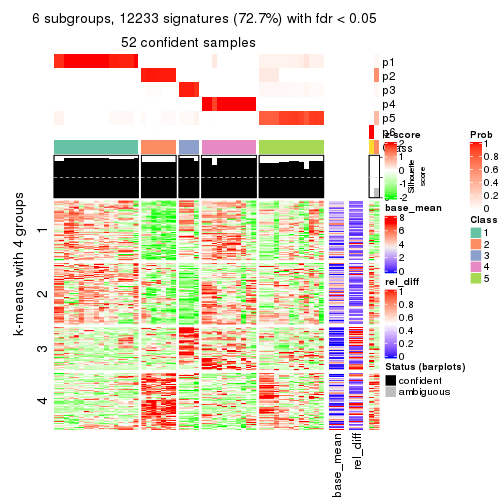 6 subgroups, 12233 signatures (72.7%) with fdr < 0.05
52 confident samples
p1
p2
p3
p4
p5
p6
Class
k-means with 4 groups
1
2
3
4
Silhouette
score
z-score
2
1
0
-1
-2
base_mean
8
6
4
2
0
rel_diff
1
0.8
0.6
0.4
0.2
0
Status (barplots)
confident
ambiguous
Prob
1
0.8
0.6
0.4
0.2
0
Class
1
2
3
4
5
base_mean
rel_diff